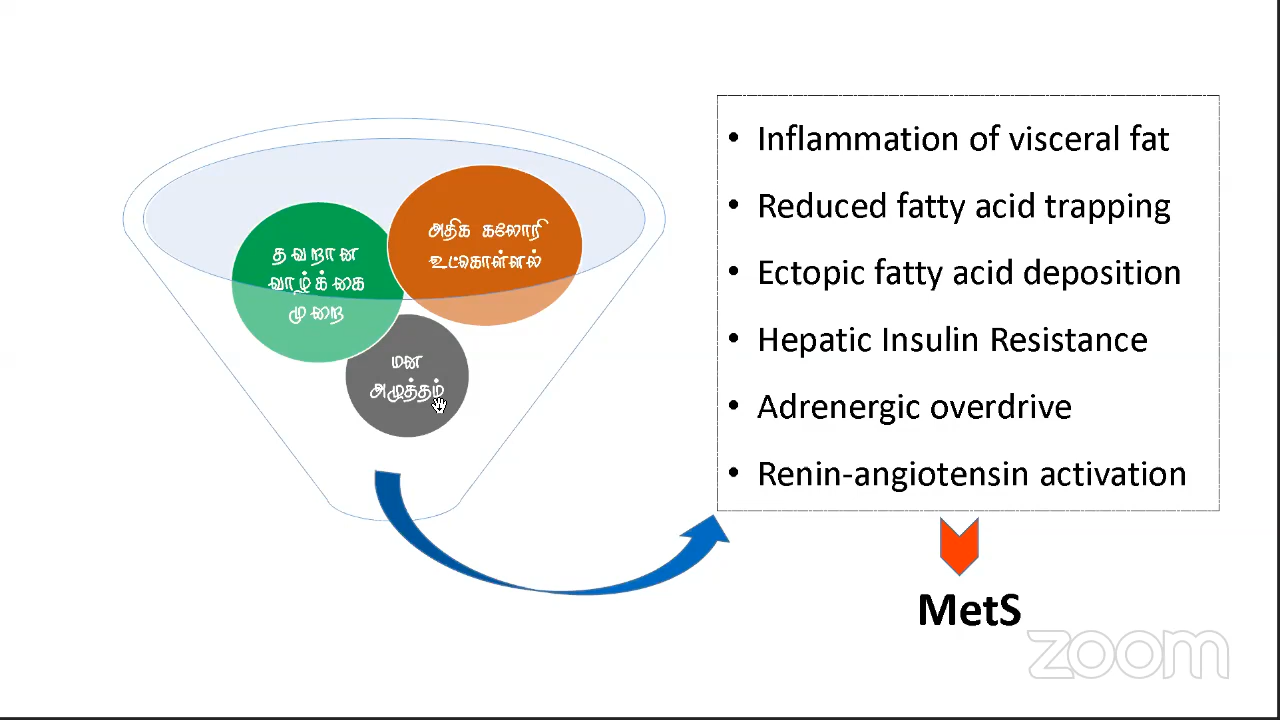 தவறான
வாழ்க்கை
முறை
அதிக கலோரி
உட்கொள்ளல்
மன
அழுத்தம்
• Inflammation of visceral fat
• Reduced fatty acid trapping
• Ectopic fatty acid deposition
• Hepatic Insulin Resistance
• Adrenergic overdrive
• Renin-angiotensin activation
MetS
zoom